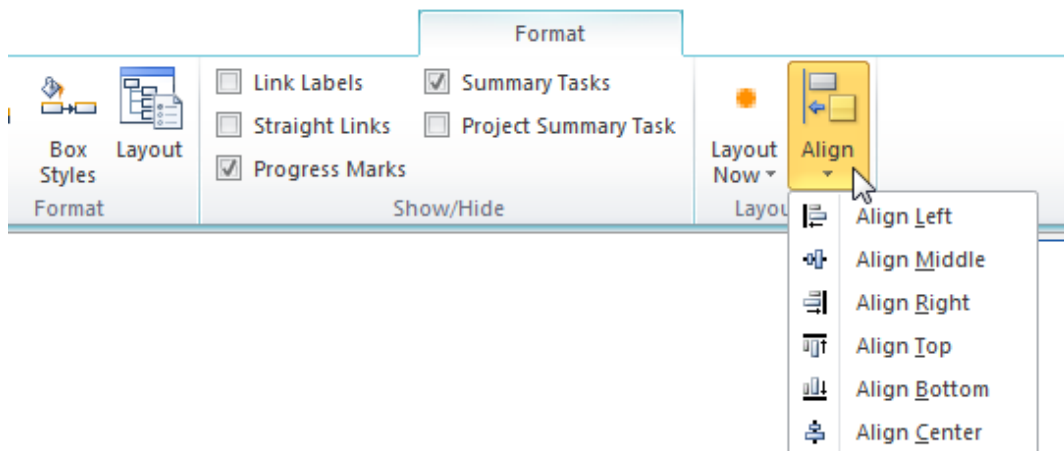 Format
Link Labels
Summary Tasks
Straight Links
Project Summary Task
Progress Marks
Box
Styles
Layout
Layout
Now
Align
Format
Show/Hide
Layou
Align Left
Align Middle
Align Right
Align Top
Align Bottom
Align Center